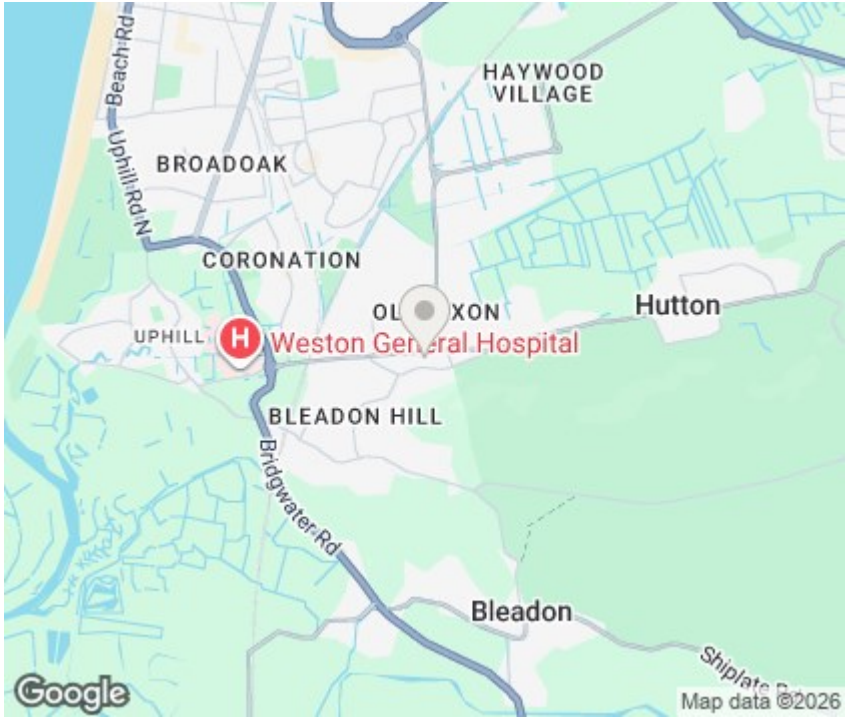 Beach Rd
HAYWOOD
VILLAGE
Uphill Rd N
BROADOAK
CORONATION
Hutton
UPHILL
H
Weston General Hospital
BLEADON HILL
Bridgwater Rd
Bleadon
Shiplate
Google
Map data ©2026